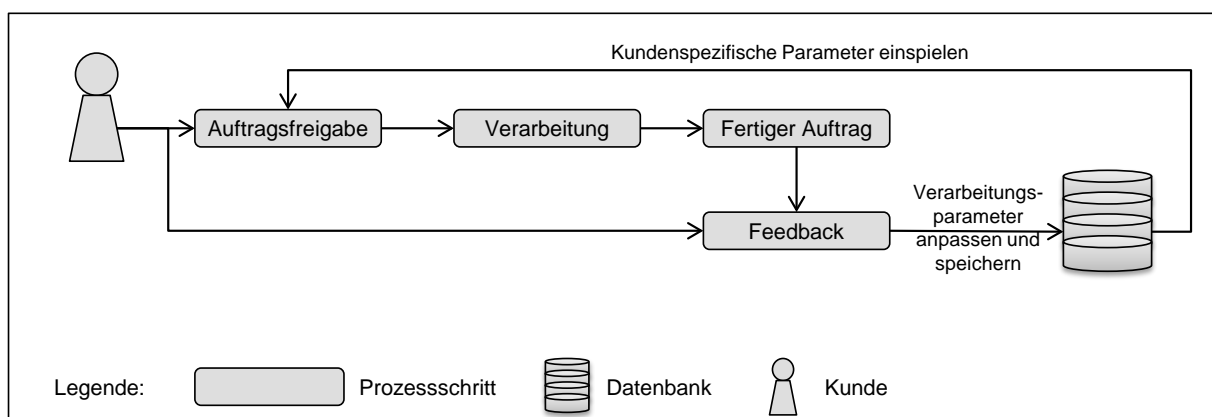 Kundenspezifische Parameter einspielen
Auftragsfreigabe
Verarbeitung
Fertiger Auftrag
Feedback
Verarbeitungs-
parameter
anpassen und
speichern
Legende:
Prozessschritt
Datenbank
Kunde